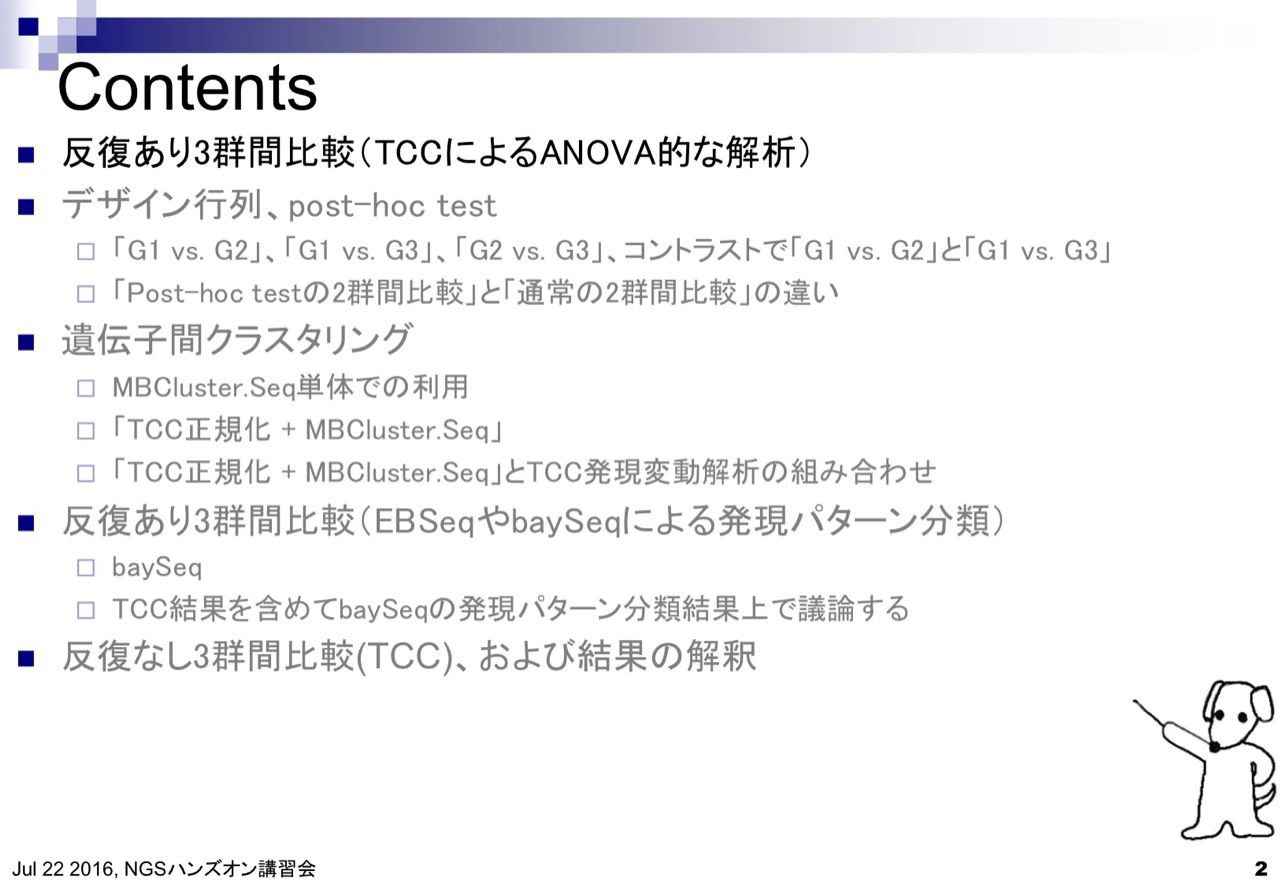 Contents
反復あり3群間比較（TCCによるANOVA的な解析）
デザイン行列、post-hoc test
「G1 vs. G2」、「G1 vs. G3」、「G2 vs. G3」、コントラストで「G1 vs. G2」と「G1 vs. G3」
「Post-hoc testの2群間比較」と「通常の2群間比較」の違い
遺伝子間クラスタリング
MBCluster.Seq単体での利用
「TCC正規化 + MBCluster.Seq」
「TCC正規化 + MBCluster.Seq」とTCC発現変動解析の組み合わせ
反復あり3群間比較（EBSeqやbaySeqによる発現パターン分類）
baySeq
TCC結果を含めてbaySeqの発現パターン分類結果上で議論する
反復なし3群間比較(TCC)、および結果の解釈
Jul 22 2016, NGSハンズオン講習会
2